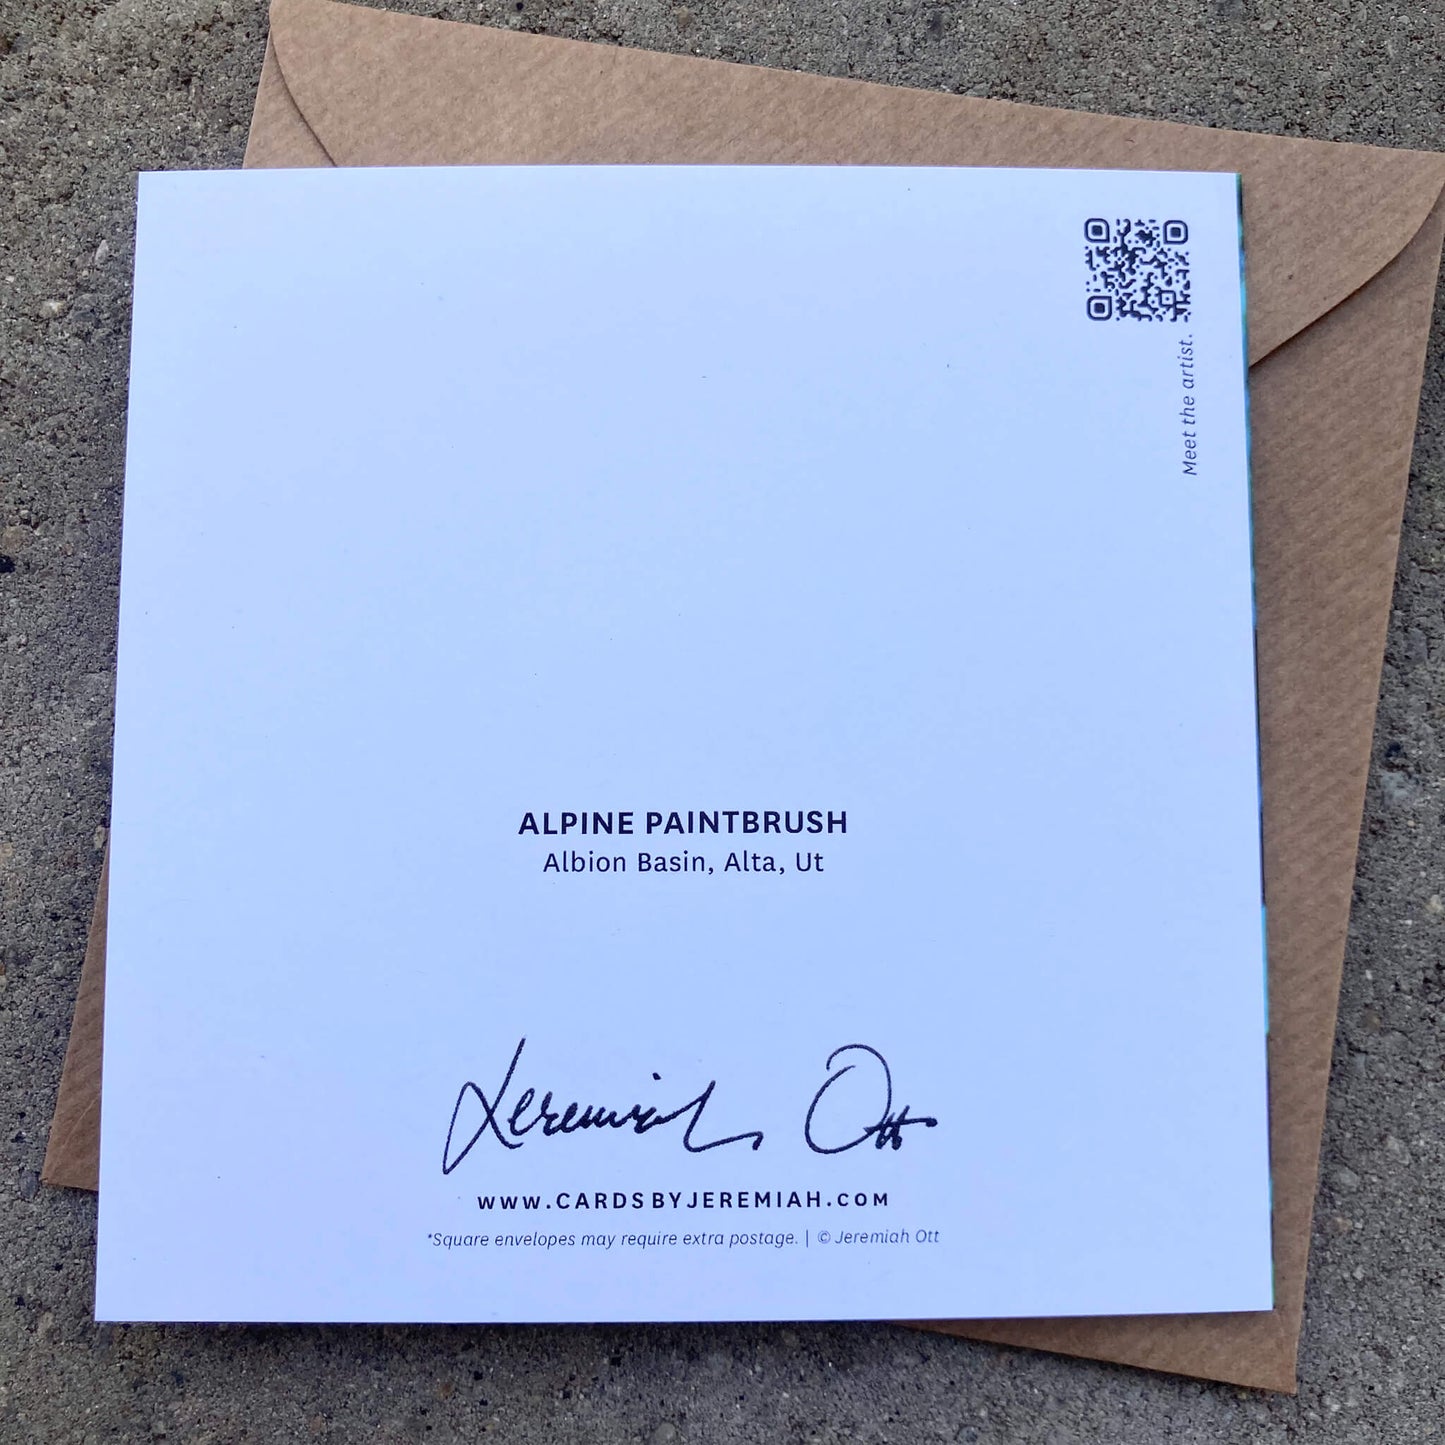 Meet the artist.
ALPINE PAINTBRUSH
Albion Basin, Alta, Ut
Jeremiah Ott
WWW.CARDSBYJEREMIAH.COM
*Square envelopes may require extra postage. | © Jeremiah Ott